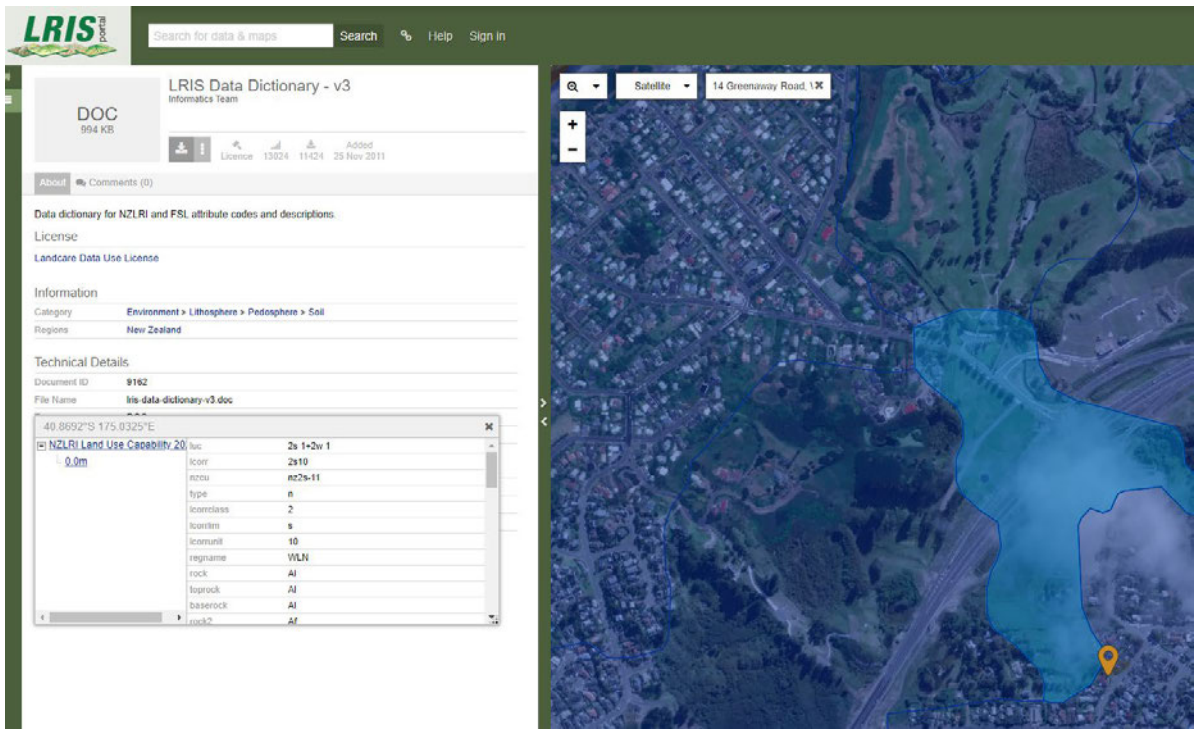 LRIS portal
Search for data & maps Search Help Sign in
DOC
994 KB
LRIS Data Dictionary - v3
Informatics Team
Licence 13024 11424 Added 25 Nov 2011
About Comments (0)
Data dictionary for NZLRI and FSL attribute codes and descriptions.
License
Landcare Data Use License
Information
Category Environment > Lithosphere > Pedosphere > Soil
Regions New Zealand
Technical Details
Document ID 9162
File Name lris-data-dictionary-v3.doc
40.8692°S 175.0325°E
NZLRI Land Use Capability 20
0.0m
luc 2s 1+2w 1
lcorr 2s10
nzcu nz2s-11
type n
lcorrclass 2
lcorrlim s
lcorrunit 10
regname WLN
rock Al
toprock Al
baserock Al
rock2 Af
Satellite
14 Greenaway Road,
+
−